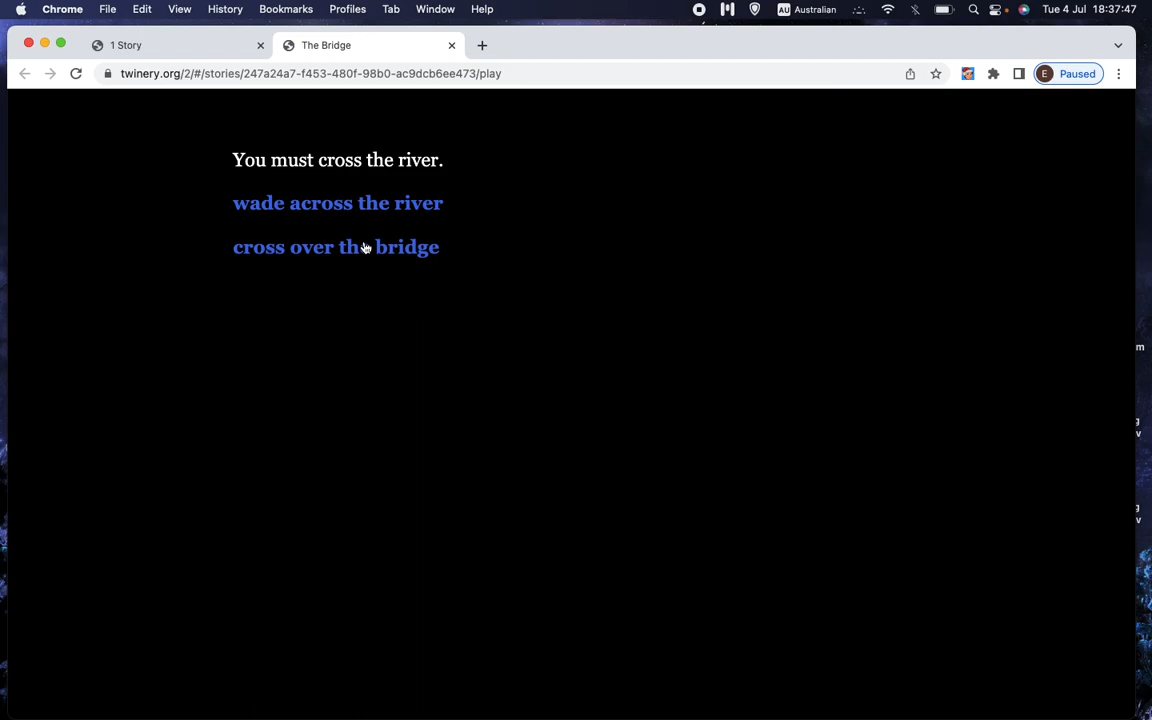 Chrome File Edit View History Bookmarks Profiles Tab Window Help AU Australian Tue 4 Jul 18:37:47
1 Story The Bridge
twinery.org/2/#/stories/247a24a7-f453-480f-98b0-ac9dcb6ee473/play E Paused
You must cross the river.
wade across the river
cross over the bridge
m
g
v
g
v